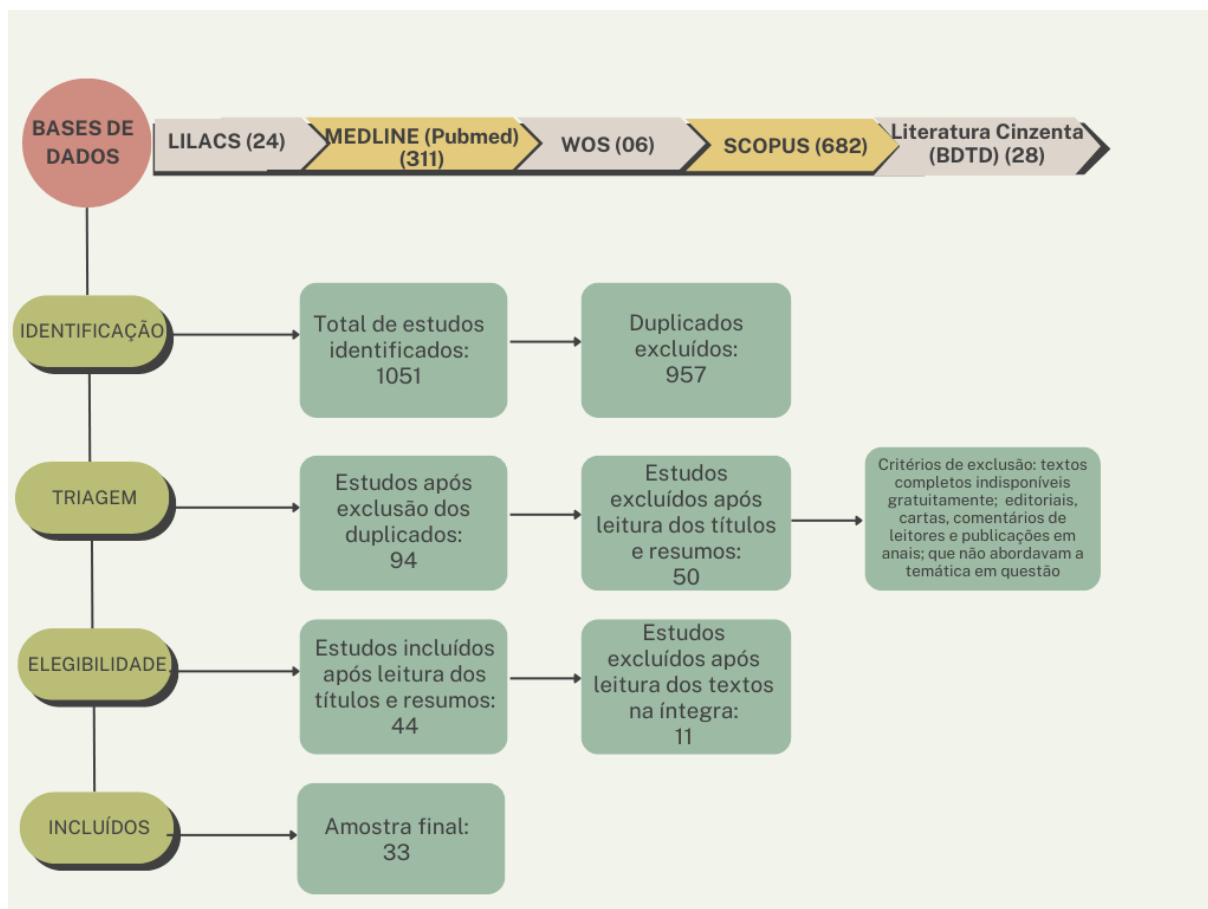 BASES DE
DADOS
LILACS (24)
MEDLINE (Pubmed)
(311)
WOS (06)
SCOPUS (682)
Literatura Cinzenta
(BDTD) (28)
IDENTIFICAÇÃO
Total de estudos
identificados:
1051
Duplicados
excluídos:
957
TRIAGEM
Estudos após
exclusão dos
duplicados:
94
Estudos
excluídos após
leitura dos títulos
e resumos:
50
Critérios de exclusão: textos
completos indisponíveis
gratuitamente; editoriais,
cartas, comentários de
leitores e publicações em
anais; que não abordavam a
temática em questão
ELEGIBILIDADE
Estudos incluídos
após leitura dos
títulos e resumos:
44
Estudos
excluídos após
leitura dos textos
na íntegra:
11
INCLUÍDOS
Amostra final:
33